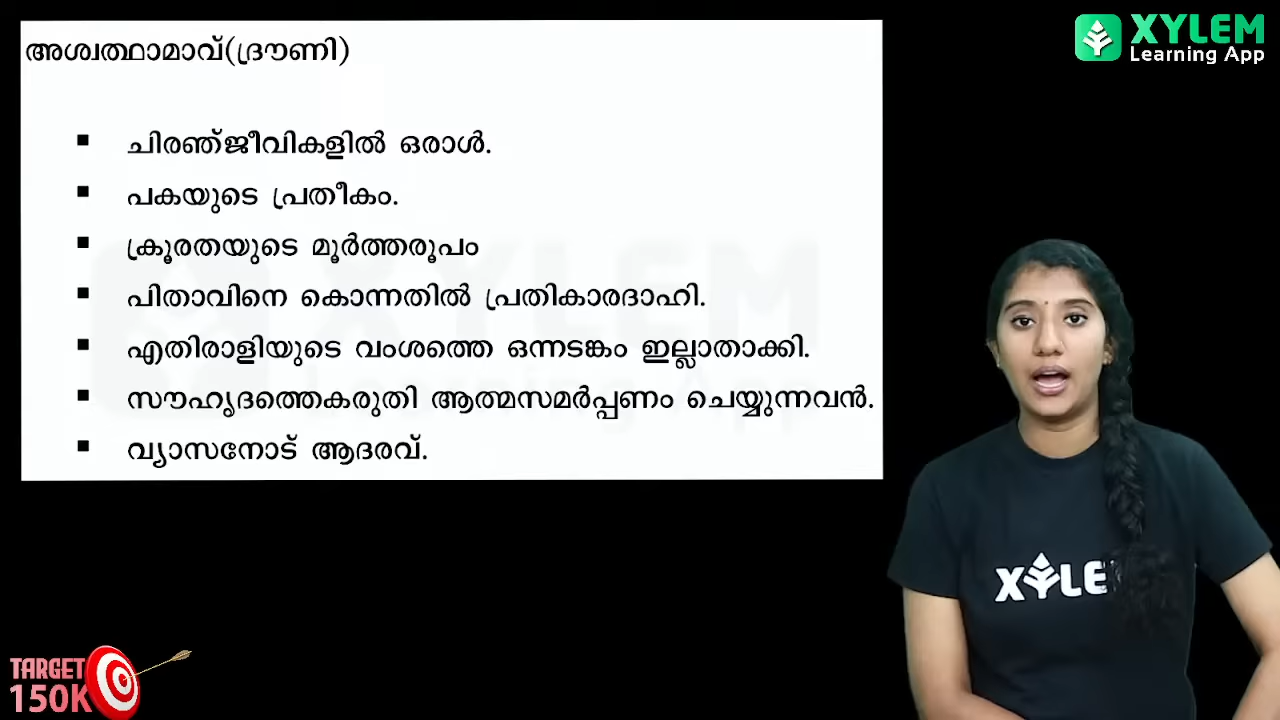 അശ്വത്ഥാമാവ്(ദ്രൗണി)
XYLEM
Learning App
▪ ചിരഞ്ജീവികളിൽ ഒരാൾ.
▪ പകയുടെ പ്രതീകം.
▪ ക്രൂരതയുടെ മൂർത്തരൂപം
▪ പിതാവിനെ കൊന്നതിൽ പ്രതികാരദാഹി.
▪ എതിരാളിയുടെ വംശത്തെ ഒന്നടങ്കം ഇല്ലാതാക്കി.
▪ സൗഹൃദത്തെകരുതി ആത്മസമർപ്പണം ചെയ്യുന്നവൻ.
▪ വ്യാസനോട് ആദരവ്.
XYLE
TARGET
150K